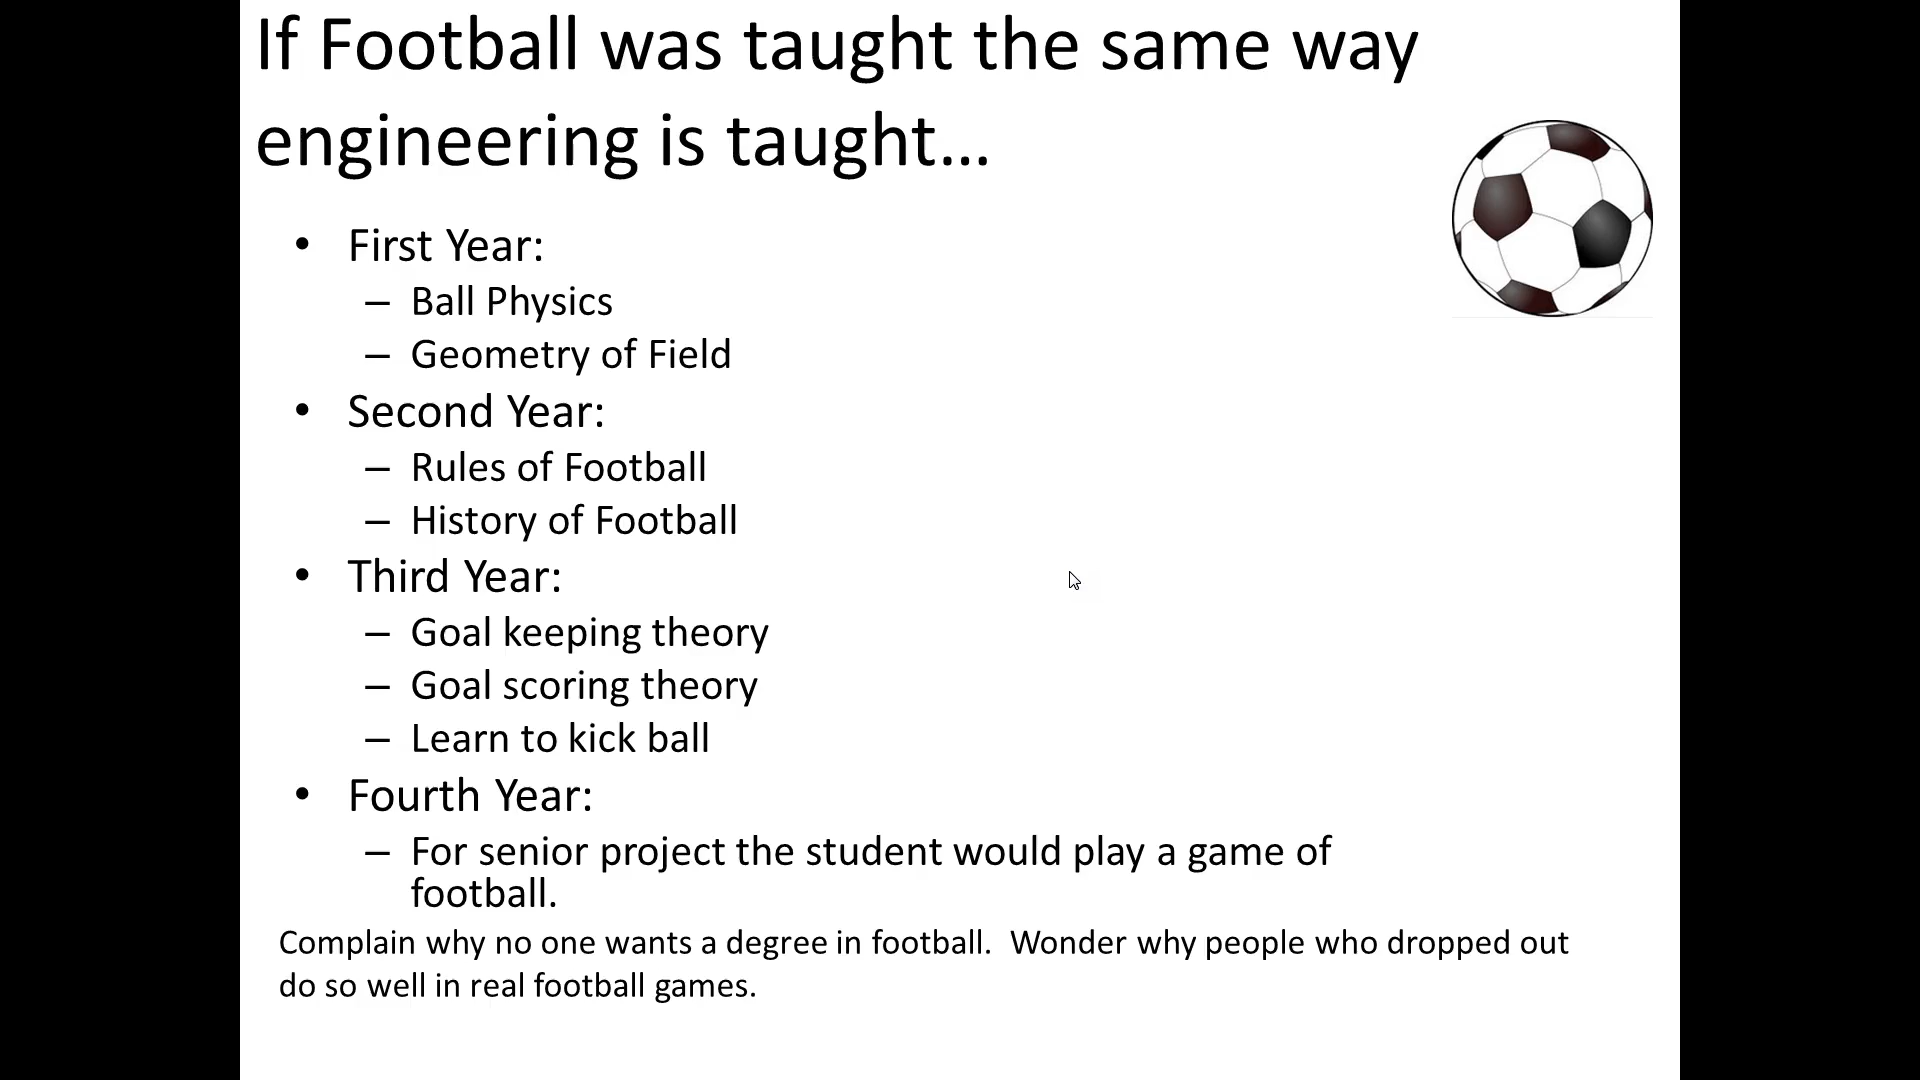 If Football was taught the same way
engineering is taught...
• First Year:
– Ball Physics
– Geometry of Field
• Second Year:
– Rules of Football
– History of Football
• Third Year:
– Goal keeping theory
– Goal scoring theory
– Learn to kick ball
• Fourth Year:
– For senior project the student would play a game of
football.
Complain why no one wants a degree in football.  Wonder why people who dropped out
do so well in real football games.